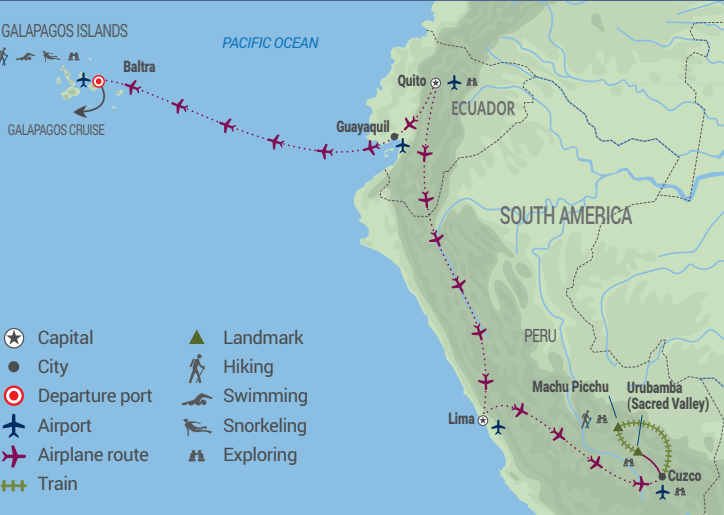 GALAPAGOS ISLANDS
PACIFIC OCEAN
Baltra
GALAPAGOS CRUISE
Quito
ECUADOR
Guayaquil
SOUTH AMERICA
PERU
Machu Picchu
Urubamba
(Sacred Valley)
Lima
Cuzco
Capital
City
Departure port
Airport
Airplane route
Train
Landmark
Hiking
Swimming
Snorkeling
Exploring